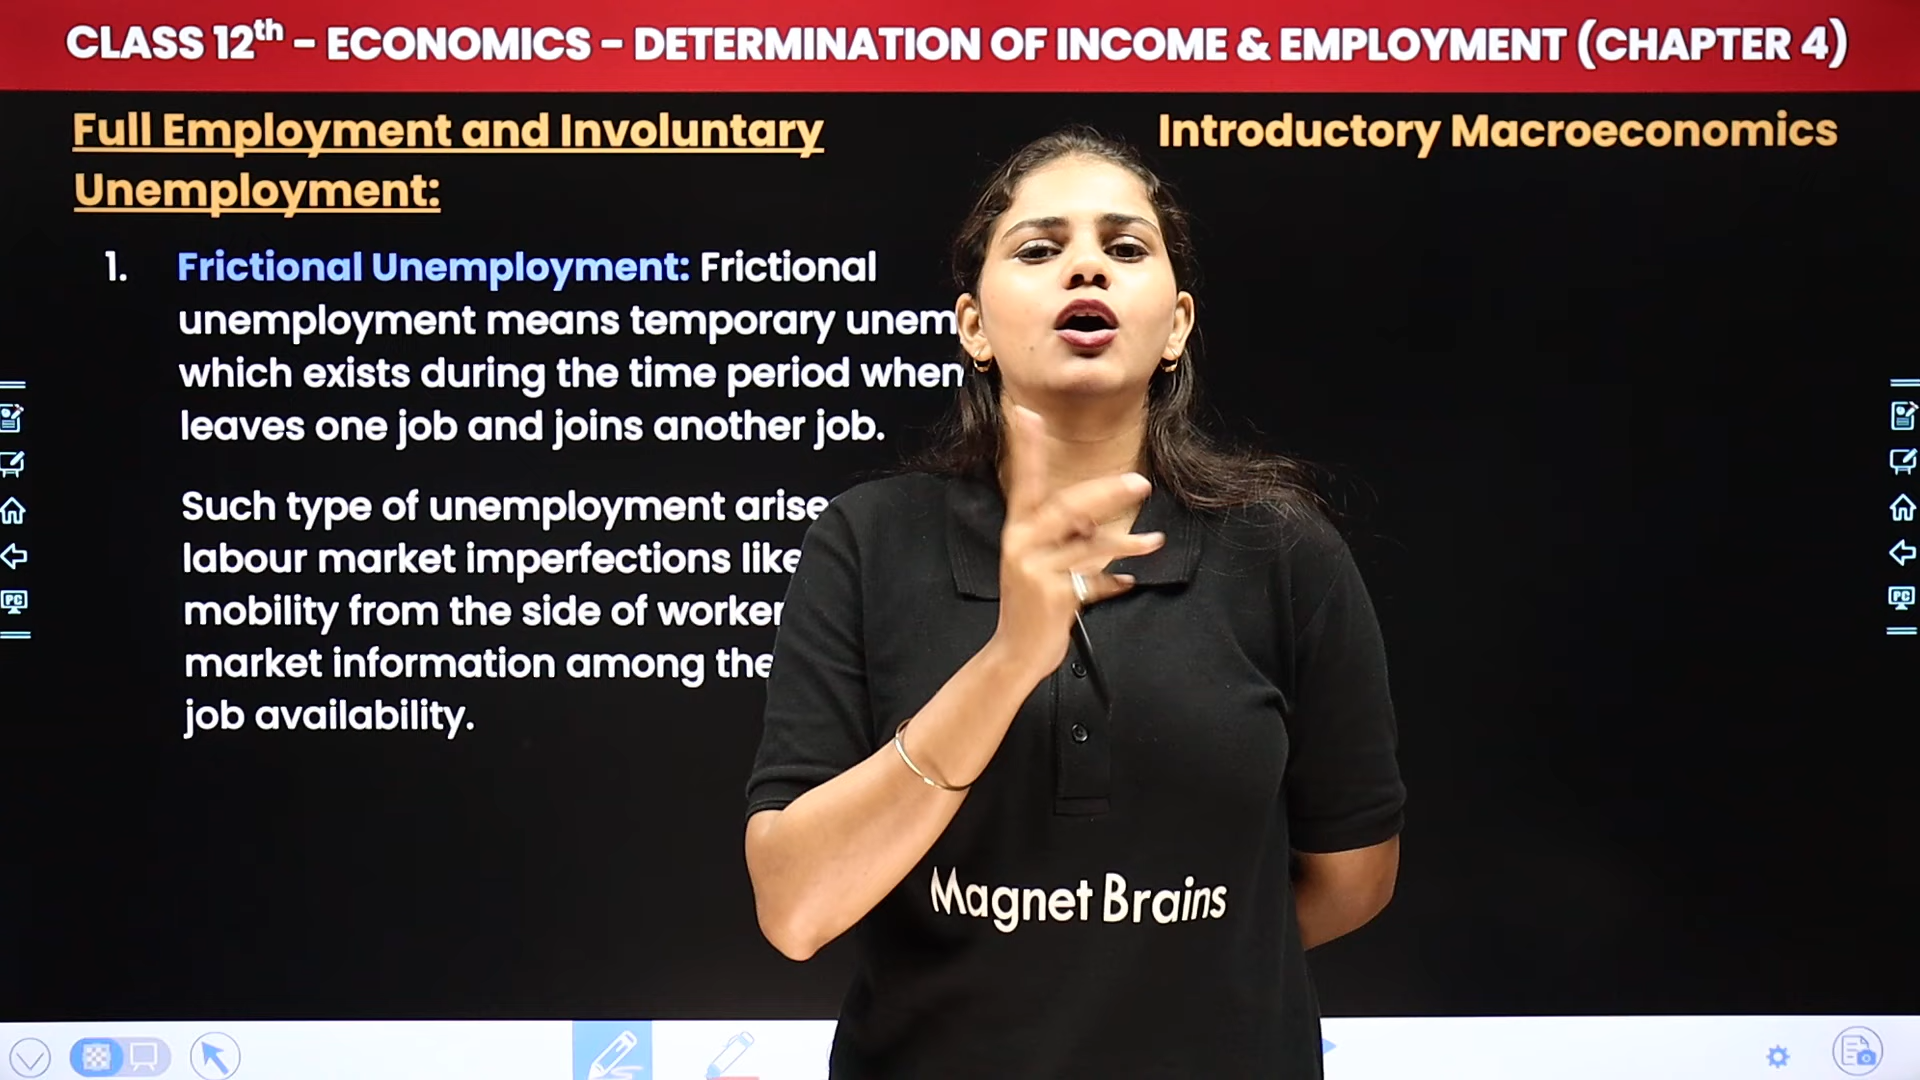 CLASS 12th - ECONOMICS - DETERMINATION OF INCOME & EMPLOYMENT (CHAPTER 4)
Full Employment and Involuntary
Unemployment:
Introductory Macroeconomics
1. Frictional Unemployment: Frictional
unemployment means temporary unem
which exists during the time period when
leaves one job and joins another job.
Such type of unemployment arise
labour market imperfections like
mobility from the side of worker
market information among the
job availability.
Magnet Brains
PC
PC